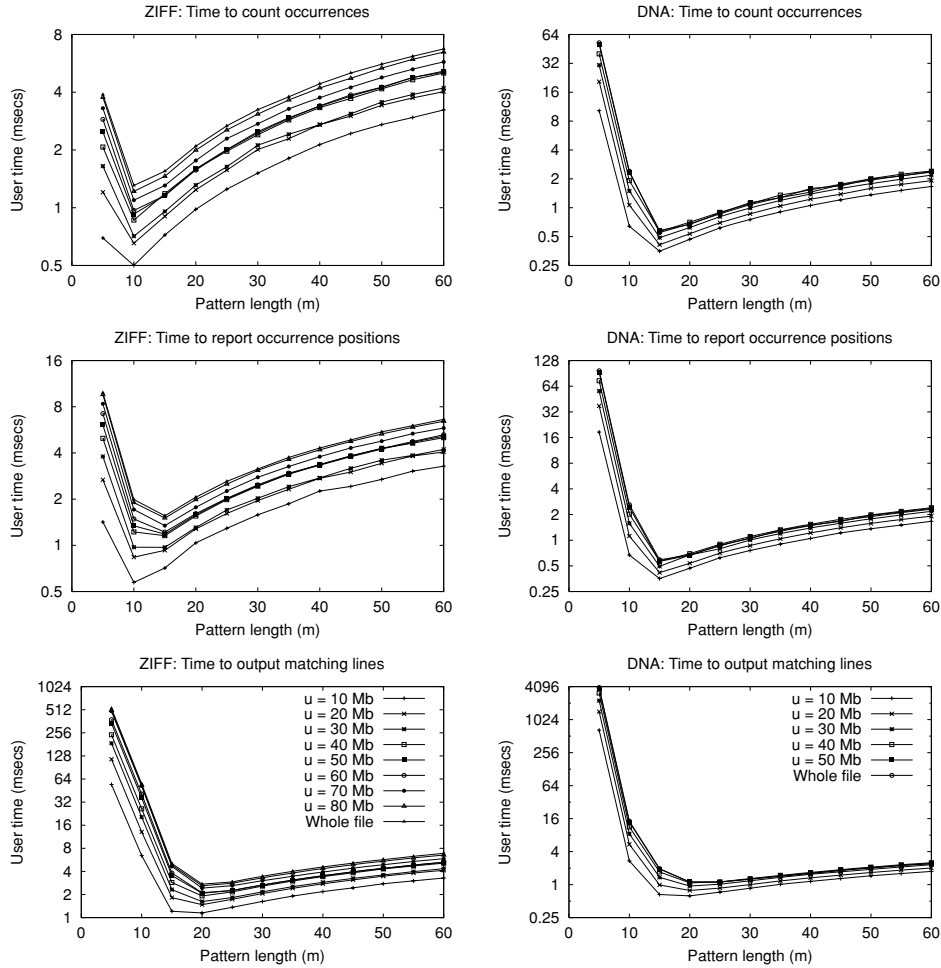 ZIFF: Time to count occurrences
User time (msecs)
8
4
2
1
0.5
0 10 20 30 40 50 60
Pattern length (m)
DNA: Time to count occurrences
User time (msecs)
64
32
16
8
4
2
1
0.5
0.25
0 10 20 30 40 50 60
Pattern length (m)
ZIFF: Time to report occurrence positions
User time (msecs)
16
8
4
2
1
0.5
0 10 20 30 40 50 60
Pattern length (m)
DNA: Time to report occurrence positions
User time (msecs)
128
64
32
16
8
4
2
1
0.5
0.25
0 10 20 30 40 50 60
Pattern length (m)
ZIFF: Time to output matching lines
User time (msecs)
1024
512
256
128
64
32
16
8
4
2
1
0 10 20 30 40 50 60
Pattern length (m)
u = 10 Mb
u = 20 Mb
u = 30 Mb
u = 40 Mb
u = 50 Mb
u = 60 Mb
u = 70 Mb
u = 80 Mb
Whole file
DNA: Time to output matching lines
User time (msecs)
4096
1024
256
64
16
4
1
0.25
0 10 20 30 40 50 60
Pattern length (m)
u = 10 Mb
u = 20 Mb
u = 30 Mb
u = 40 Mb
u = 50 Mb
Whole file